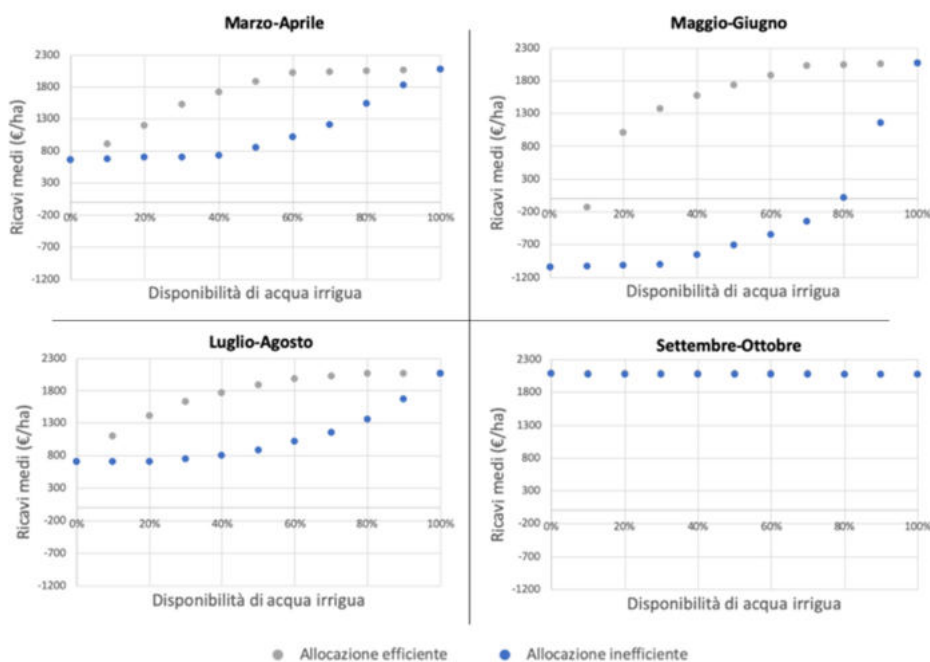 Marzo-Aprile
2300
1800
1300
800
300
-200
-700
-1200
0% 20% 40% 60% 80% 100%
Ricavi medi (€/ha)
Disponibilità di acqua irrigua
Maggio-Giugno
2300
1800
1300
800
300
-200
-700
-1200
0% 20% 40% 60% 80% 100%
Ricavi medi (€/ha)
Disponibilità di acqua irrigua
Luglio-Agosto
2300
1800
1300
800
300
-200
-700
-1200
0% 20% 40% 60% 80% 100%
Ricavi medi (€/ha)
Disponibilità di acqua irrigua
Settembre-Ottobre
2300
1800
1300
800
300
-200
-700
-1200
0% 20% 40% 60% 80% 100%
Ricavi medi (€/ha)
Disponibilità di acqua irrigua
Allocazione efficiente Allocazione inefficiente